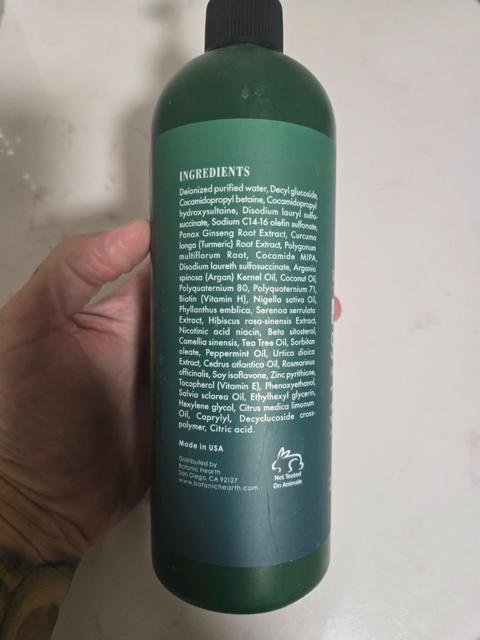 INGREDIENTS
Deionized purified water, Decyl glucoside,
Cocamidopropyl betaine, Cocamidopropyl
hydroxysultaine, Disodium lauryl sulfo-
succinate, Sodium C14-16 olefin sulfonate,
Panax Ginseng Root Extract, Curcuma
longa (Turmeric) Root Extract, Polygonum
multiflorum Root, Cocamide MIPA,
Disodium laureth sulfosuccinate, Argania
spinosa (Argan) Kernel Oil, Coconut Oil,
Polyquaternium 80, Polyquaternium 71,
Biotin (Vitamin H), Nigella sativa Oil,
Phyllanthus emblica, Serenoa serrulata
Extract, Hibiscus rosa-sinensis Extract,
Nicotinic acid niacin, Beta sitosterol,
Camellia sinensis, Tea Tree Oil, Sorbitan
oleate, Peppermint Oil, Urtica dioica
Extract, Cedrus atlantica Oil, Rosmarinus
officinalis, Soy isoflavone, Zinc pyrithione,
Tocopherol (Vitamin E), Phenoxyethanol,
Salvia sclarea Oil, Ethylhexyl glycerin,
Hexylene glycol, Citrus medica limonum
Oil, Caprylyl, Decyclucoside cross-
polymer, Citric acid.
Made in USA
Distributed by
Botanic Hearth
San Diego, CA 92127
www.botanichearth.com
Not Tested
On Animals